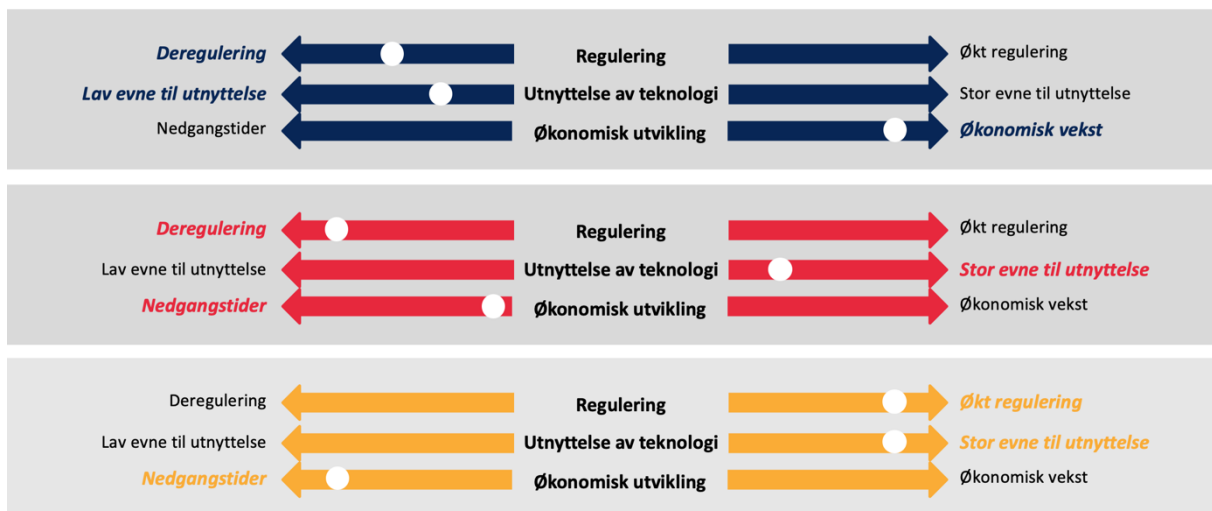 Deregulering Regulering Økt regulering
Lav evne til utnyttelse Utnyttelse av teknologi Stor evne til utnyttelse
Nedgangstider Økonomisk utvikling Økonomisk vekst
Deregulering Regulering Økt regulering
Lav evne til utnyttelse Utnyttelse av teknologi Stor evne til utnyttelse
Nedgangstider Økonomisk utvikling Økonomisk vekst
Deregulering Regulering Økt regulering
Lav evne til utnyttelse Utnyttelse av teknologi Stor evne til utnyttelse
Nedgangstider Økonomisk utvikling Økonomisk vekst